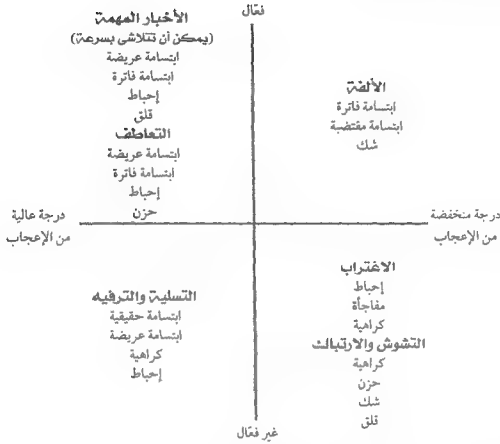 فعّال
الأخبار المهمة
(يمكن أن تتلاشى بسرعة)
ابتسامة عريضة
ابتسامة فاترة
إحباط
قلق
التعاطف
ابتسامة عريضة
ابتسامة فاترة
إحباط
حزن
الألفة
ابتسامة فاترة
ابتسامة مقتضبة
شك
درجة منخفضة
من الإعجاب
درجة عالية
من الإعجاب
الاغتراب
إحباط
مفاجأة
كراهية
التشوش والارتباك
كراهية
حزن
شك
قلق
التسلية والترفيه
ابتسامة حقيقية
ابتسامة عريضة
كراهية
إحباط
غير فعّال